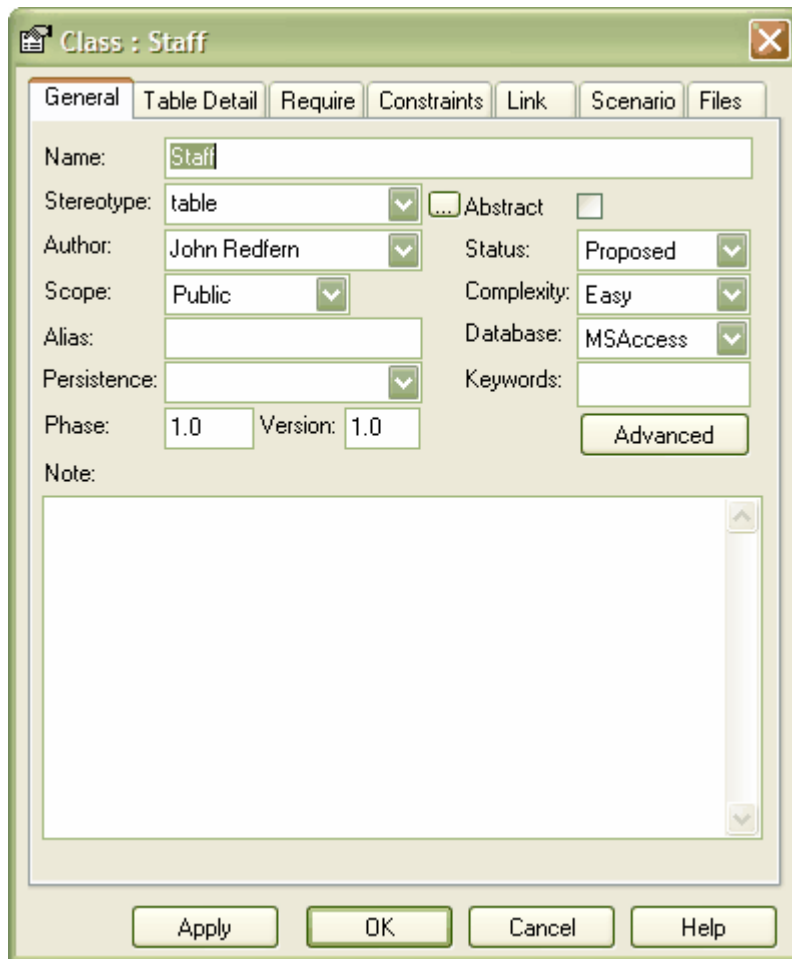 Class : Staff
General Table Detail Require Constraints Link Scenario Files
Name: Staff
Stereotype: table ... Abstract
Author: John Redfern Status: Proposed
Scope: Public Complexity: Easy
Alias: Database: MSAccess
Persistence: Keywords:
Phase: 1.0 Version: 1.0 Advanced
Note:
Apply OK Cancel Help